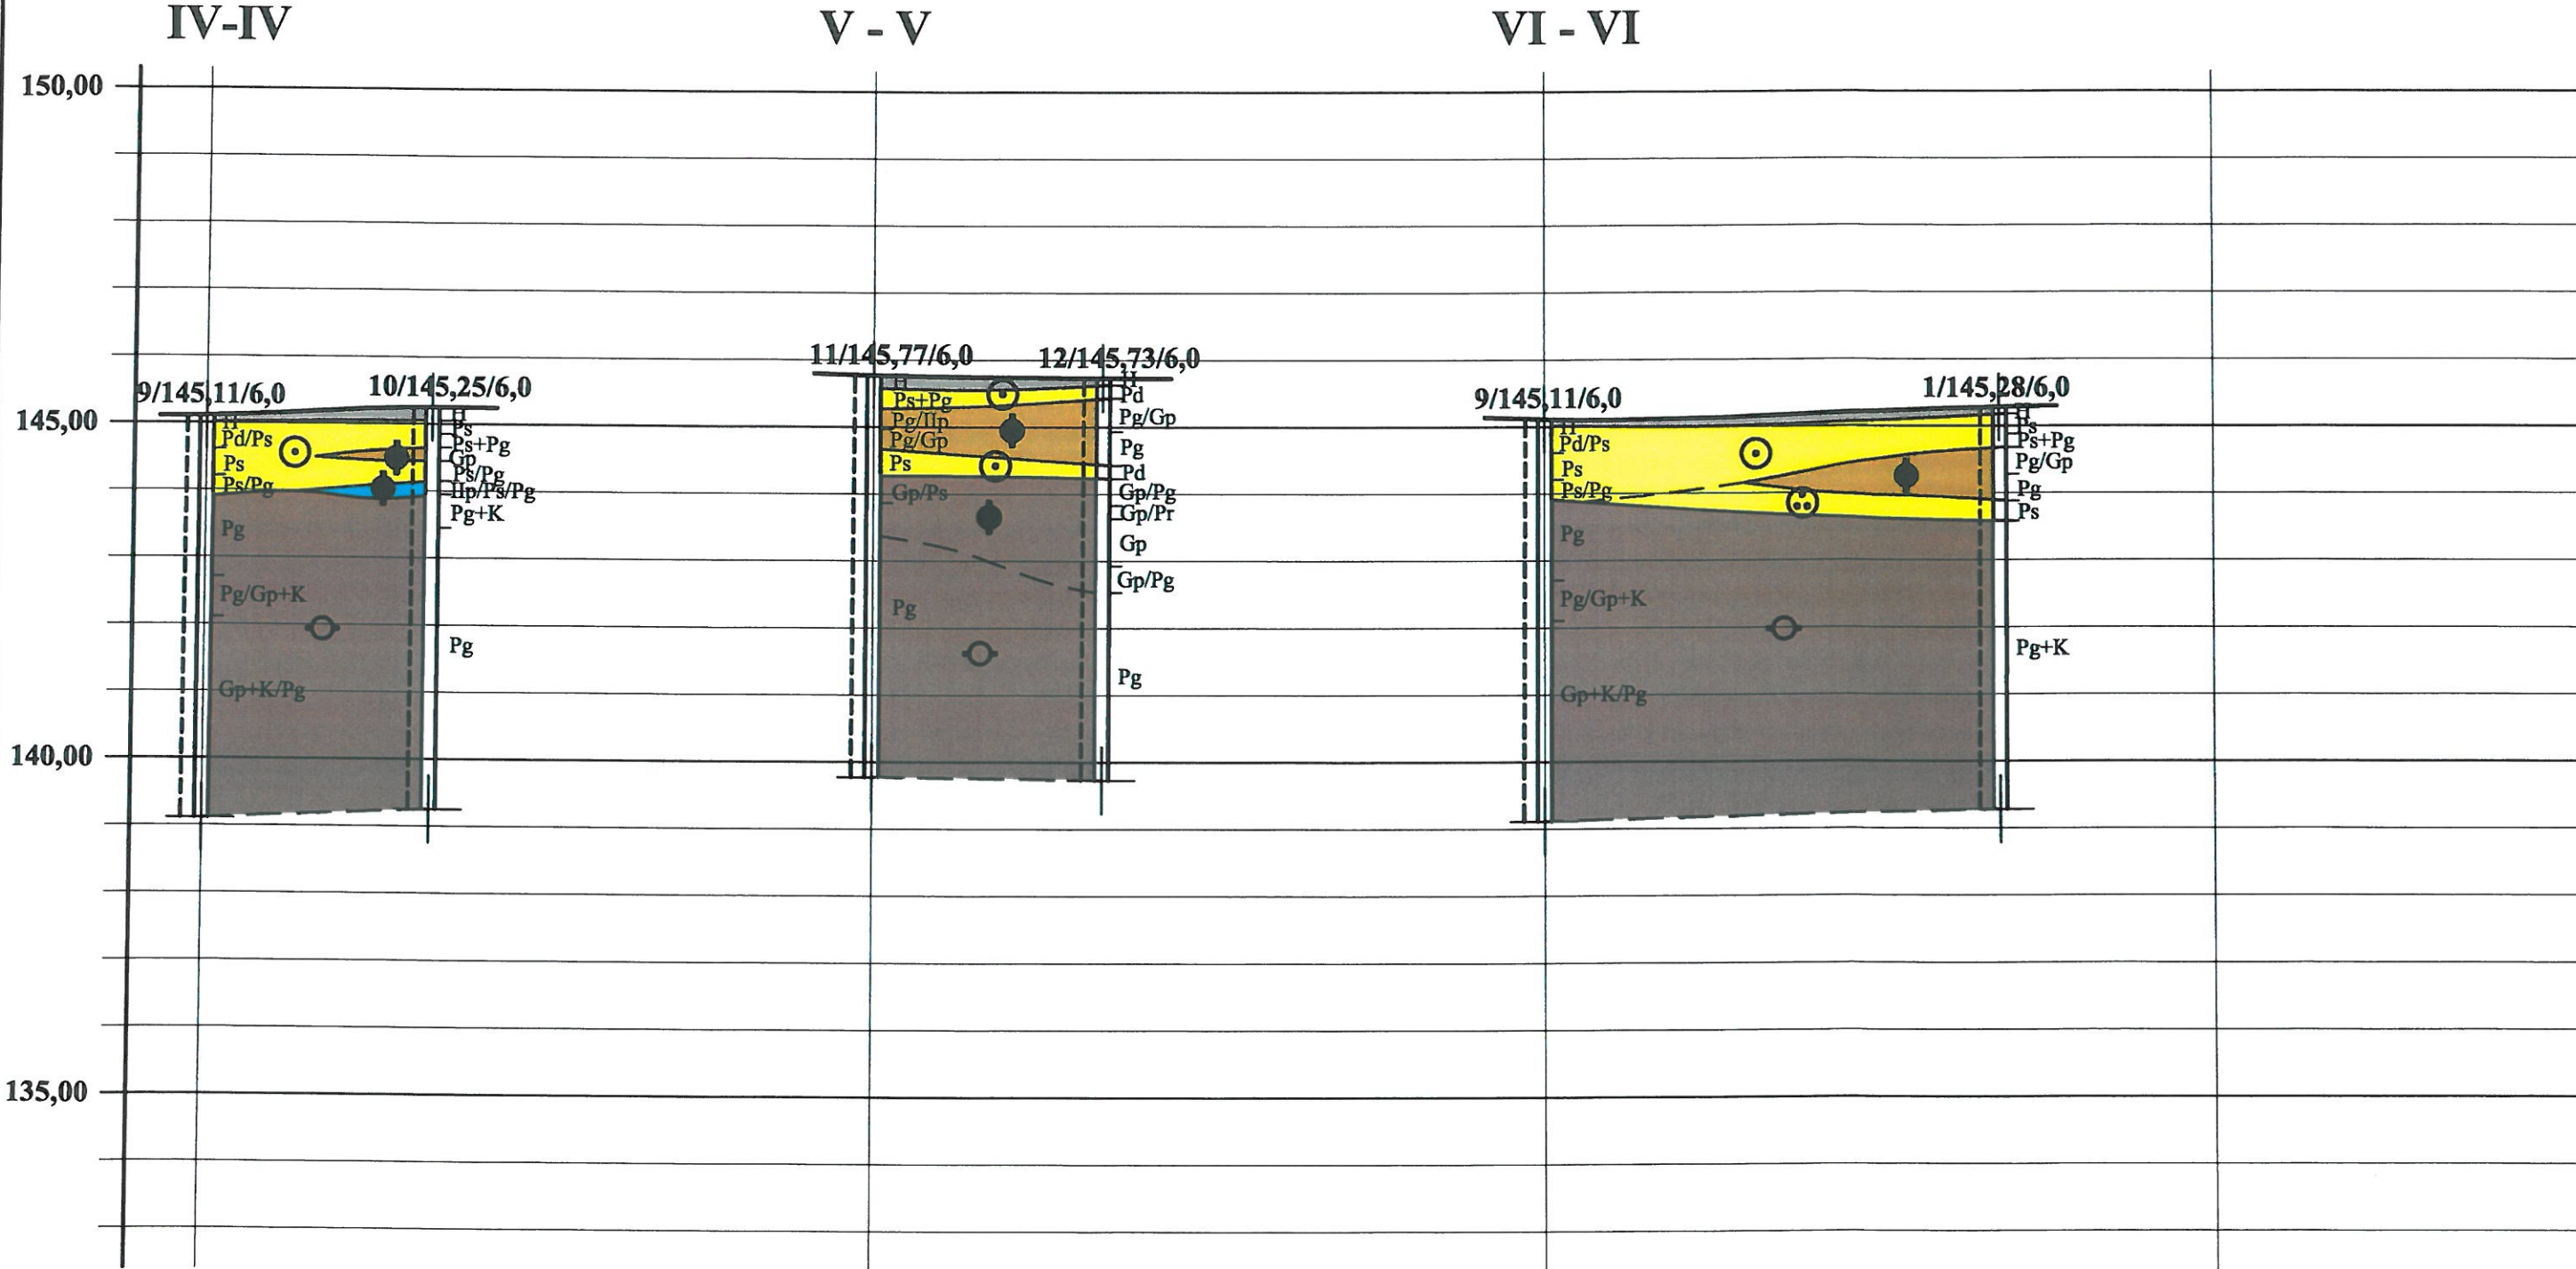 IV-IV
V - V
VI - VI
150,00
145,00
140,00
135,00
9/145,11/6,0
10/145,25/6,0
H
Pd/Ps
Ps
Ps/Pg
Pg
Pg/Gp+K
Gp+K/Pg
H
Ps
Ps+Pg
Gp
Ps/Pg
IIp/Ps/Pg
Pg+K
Pg
11/145,77/6,0
12/145,73/6,0
H
Ps+Pg
Pg/IIp
Pg/Gp
Ps
Gp/Ps
Pg
H
Pd
Pg/Gp
Pg
Pd
Gp/Pg
Gp/Pr
Gp
Gp/Pg
Pg
9/145,11/6,0
1/145,28/6,0
H
Pd/Ps
Ps
Ps/Pg
Pg
Pg/Gp+K
Gp+K/Pg
H
Ps
Ps+Pg
Pg/Gp
Pg
Ps
Pg+K